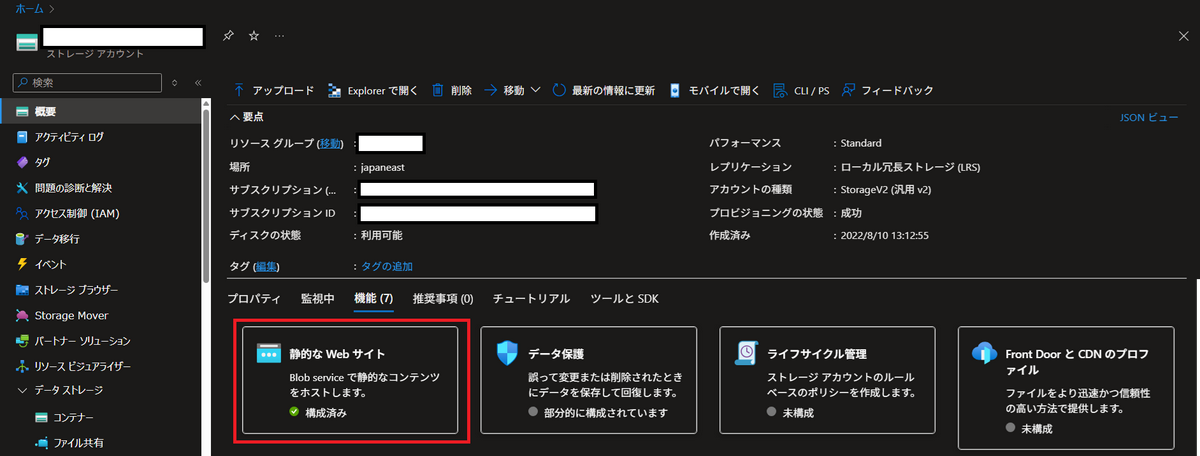 ホーム >
ストレージ アカウント
検索
概要
アクティビティ ログ
タグ
問題の診断と解決
アクセス制御 (IAM)
データ移行
イベント
ストレージ ブラウザー
Storage Mover
パートナー ソリューション
リソース ビジュアライザー
データ ストレージ
コンテナー
ファイル共有
アップロード Explorer で開く 削除 移動 最新の情報に更新 モバイルで開く CLI / PS フィードバック
要点 JSON ビュー
リソース グループ (移動) :
場所 : japaneast
サブスクリプション (... :
サブスクリプション ID :
ディスクの状態 : 利用可能
パフォーマンス : Standard
レプリケーション : ローカル冗長ストレージ (LRS)
アカウントの種類 : StorageV2 (汎用 v2)
プロビジョニングの状態 : 成功
作成済み : 2022/8/10 13:12:55
タグ (編集) : タグの追加
プロパティ 監視中 機能 (7) 推奨事項 (0) チュートリアル ツールと SDK
静的な Web サイト
Blob service で静的なコンテンツ
をホストします。
構成済み
データ保護
誤って変更または削除されたとき
にデータを保存して回復します。
部分的に構成されています
ライフサイクル管理
ストレージ アカウントのルール
ベースのポリシーを作成します。
未構成
Front Door と CDN のプロフ
ァイル
ファイルをより迅速かつ信頼性
の高い方法で提供します。
未構成